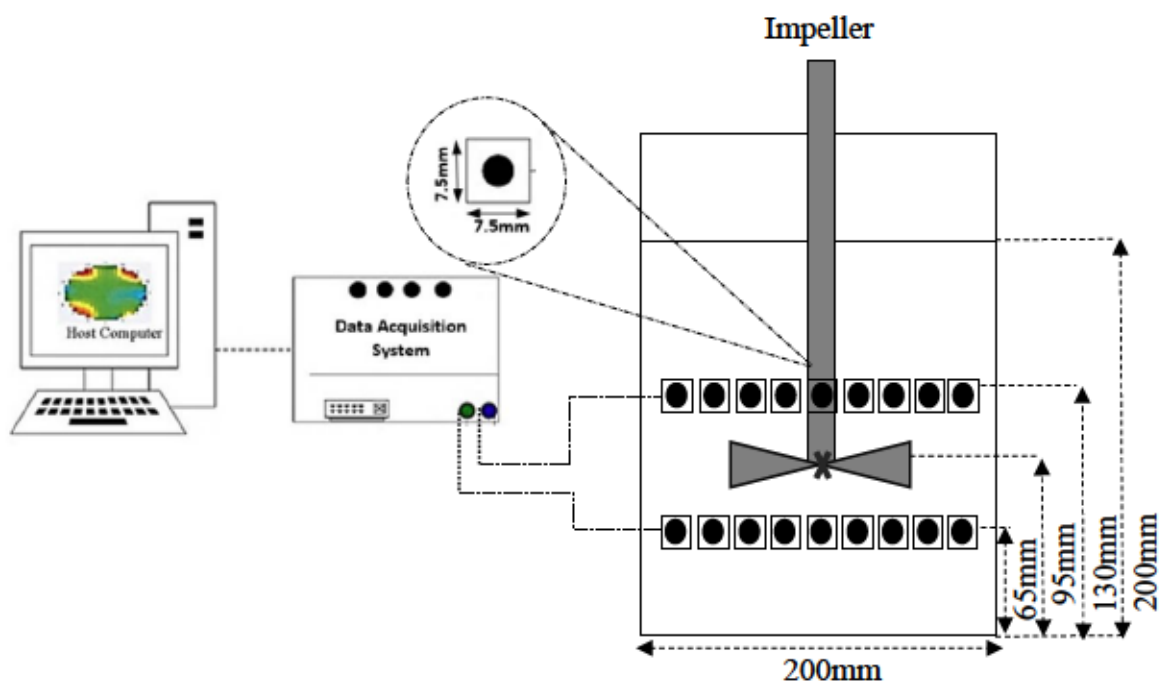 Impeller
7.5mm
7.5mm
Host Computer
Data Acquisition
System
65mm
95mm
130mm
200mm
200mm